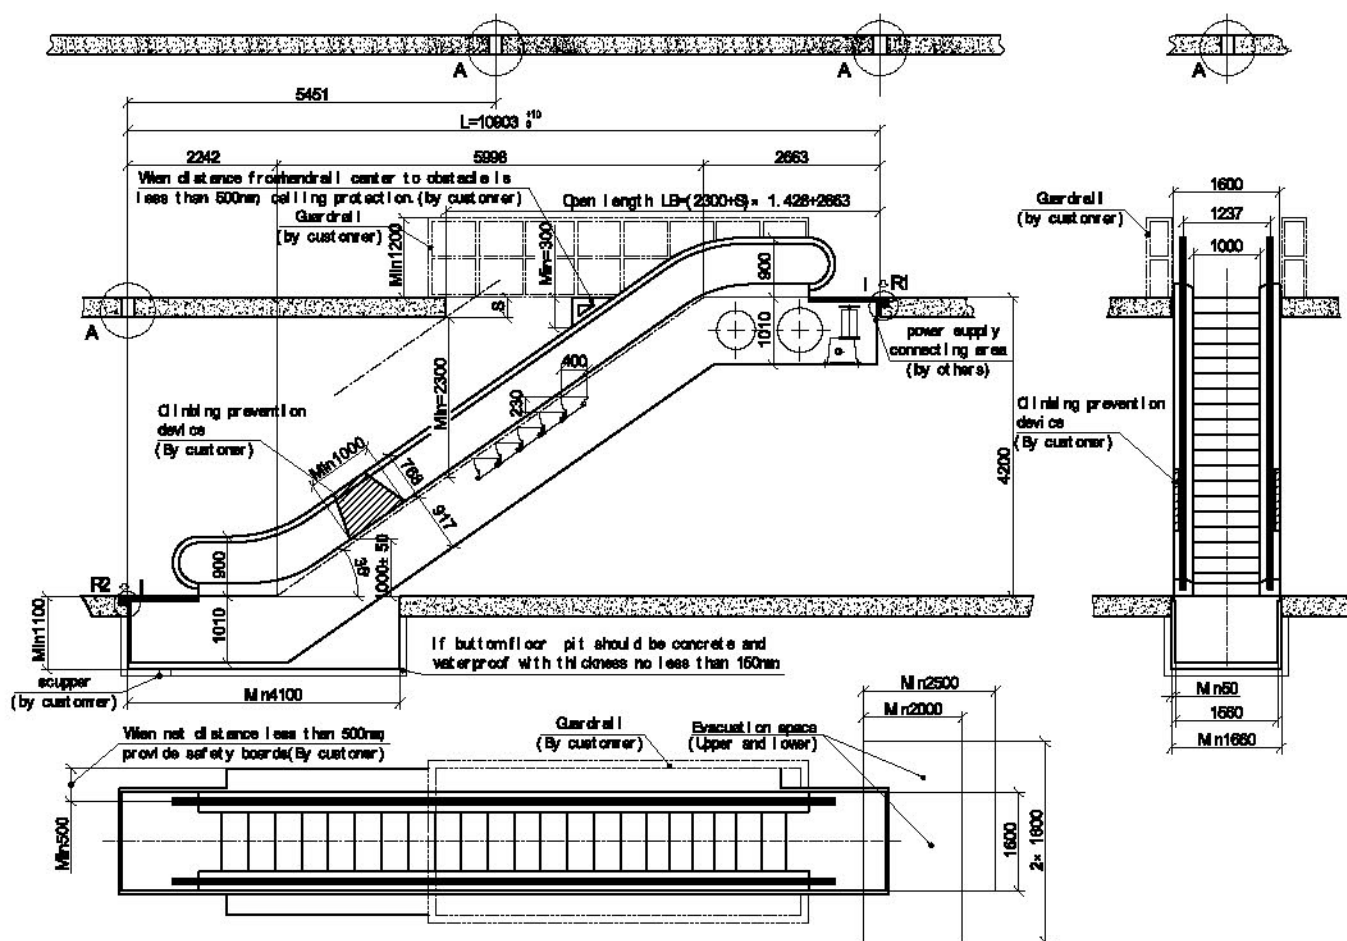 A
A
A
5451
L=10903 +10 0
2242
5996
2663
When distance fromhandrail center to obstacle is
less than 500mm, ceiling protection.(by customer)
Open length LB=(2300+S)× 1.428+2663
Guardrail
(by customer)
Min1200
Min=300
900
S
1010
I
R1
A
power supply
connecting area
(by others)
400
230
Min=2300
Climbing prevention
device
(By customer)
Min1000
768
917
4200
900
1000± 50
R2
I
1010
Min1100
If buttomfloor pit should be concrete and
waterproof with thickness no less than 150mm
scupper
(by customer)
Min4100
Guardrail
(by customer)
1600
1237
1000
Climbing prevention
device
(By customer)
Min50
1560
Min1660
When net distance less than 500mm,
provide safety boards(By customer)
Guardrail
(By customer)
Evacuation space
(Upper and lower)
Min2500
Min2000
Min500
1600
2× 1600